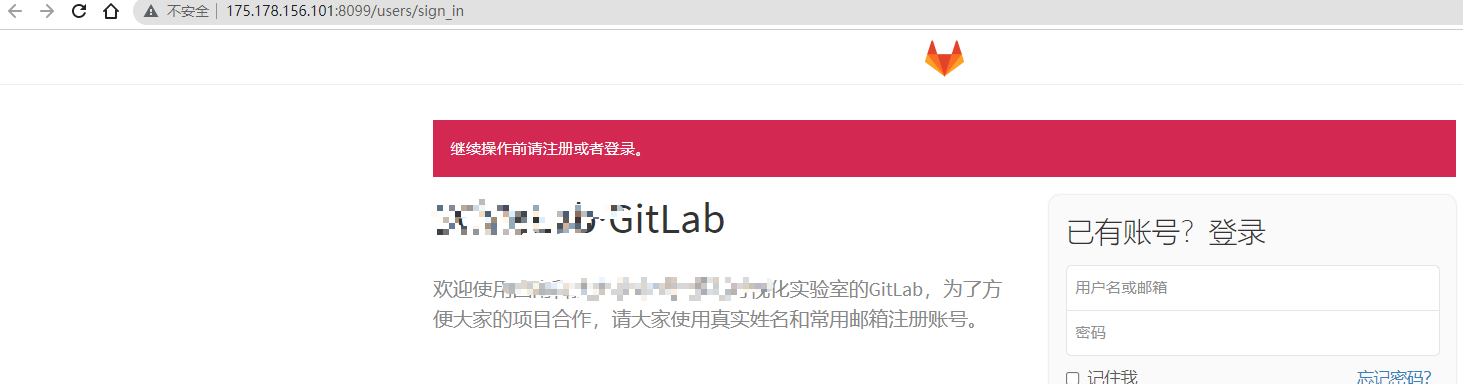 不安全 175.178.156.101:8099/users/sign_in
继续操作前请注册或者登录。
GitLab
欢迎使用 视化实验室的GitLab，为了方
便大家的项目合作，请大家使用真实姓名和常用邮箱注册账号。
已有账号？登录
用户名或邮箱
密码
记住我 忘记密码？